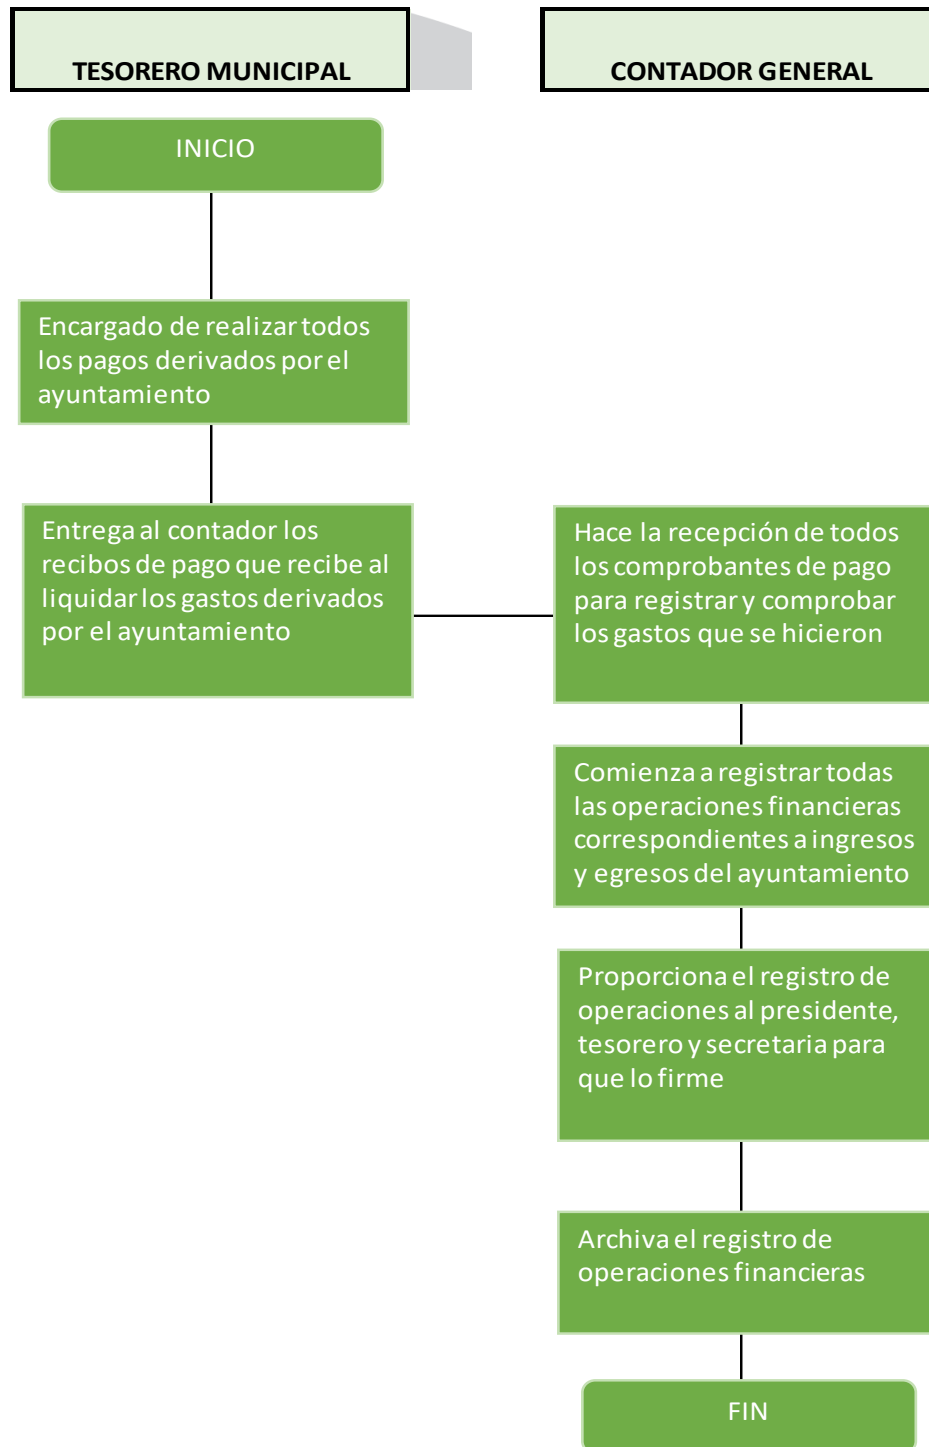 TESORERO MUNICIPAL
CONTADOR GENERAL
INICIO
Encargado de realizar todos
los pagos derivados por el
ayuntamiento
Entrega al contador los
recibos de pago que recibe al
liquidar los gastos derivados
por el ayuntamiento
Hace la recepción de todos
los comprobantes de pago
para registrar y comprobar
los gastos que se hicieron
Comienza a registrar todas
las operaciones financieras
correspondientes a ingresos
y egresos del ayuntamiento
Proporciona el registro de
operaciones al presidente,
tesorero y secretaria para
que lo firme
Archiva el registro de
operaciones financieras
FIN